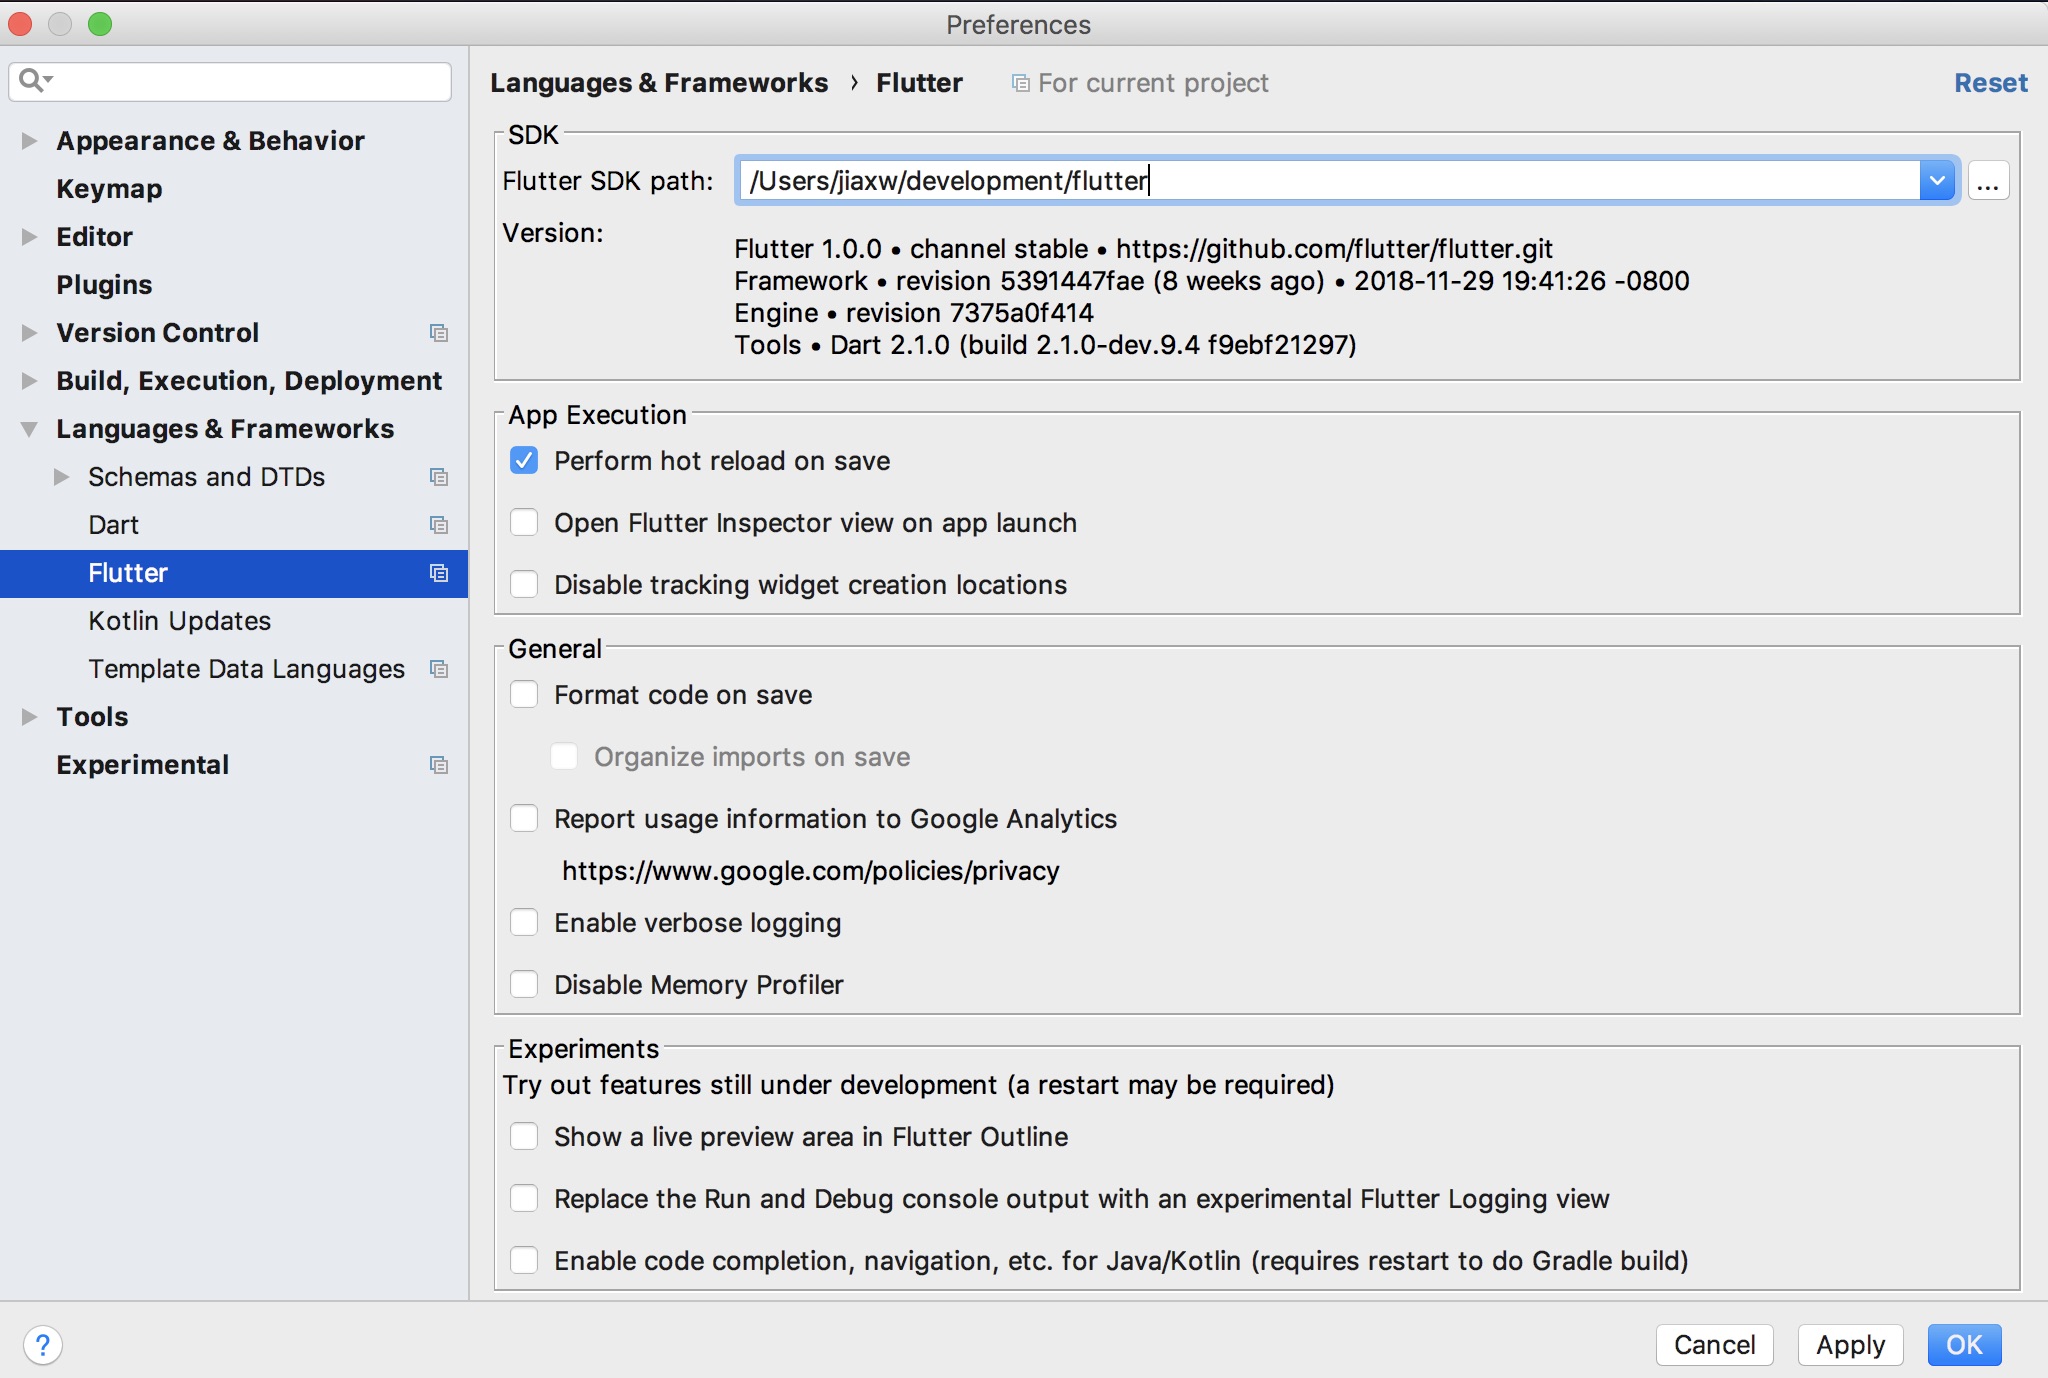 Preferences
Appearance & Behavior
Keymap
Editor
Plugins
Version Control
Build, Execution, Deployment
Languages & Frameworks
Schemas and DTDs
Dart
Flutter
Kotlin Updates
Template Data Languages
Tools
Experimental
Languages & Frameworks › Flutter For current project Reset
SDK
Flutter SDK path: /Users/jiaxw/development/flutter ...
Version:
Flutter 1.0.0 • channel stable • https://github.com/flutter/flutter.git
Framework • revision 5391447fae (8 weeks ago) • 2018-11-29 19:41:26 -0800
Engine • revision 7375a0f414
Tools • Dart 2.1.0 (build 2.1.0-dev.9.4 f9ebf21297)
App Execution
Perform hot reload on save
Open Flutter Inspector view on app launch
Disable tracking widget creation locations
General
Format code on save
Organize imports on save
Report usage information to Google Analytics
https://www.google.com/policies/privacy
Enable verbose logging
Disable Memory Profiler
Experiments
Try out features still under development (a restart may be required)
Show a live preview area in Flutter Outline
Replace the Run and Debug console output with an experimental Flutter Logging view
Enable code completion, navigation, etc. for Java/Kotlin (requires restart to do Gradle build)
? Cancel Apply OK